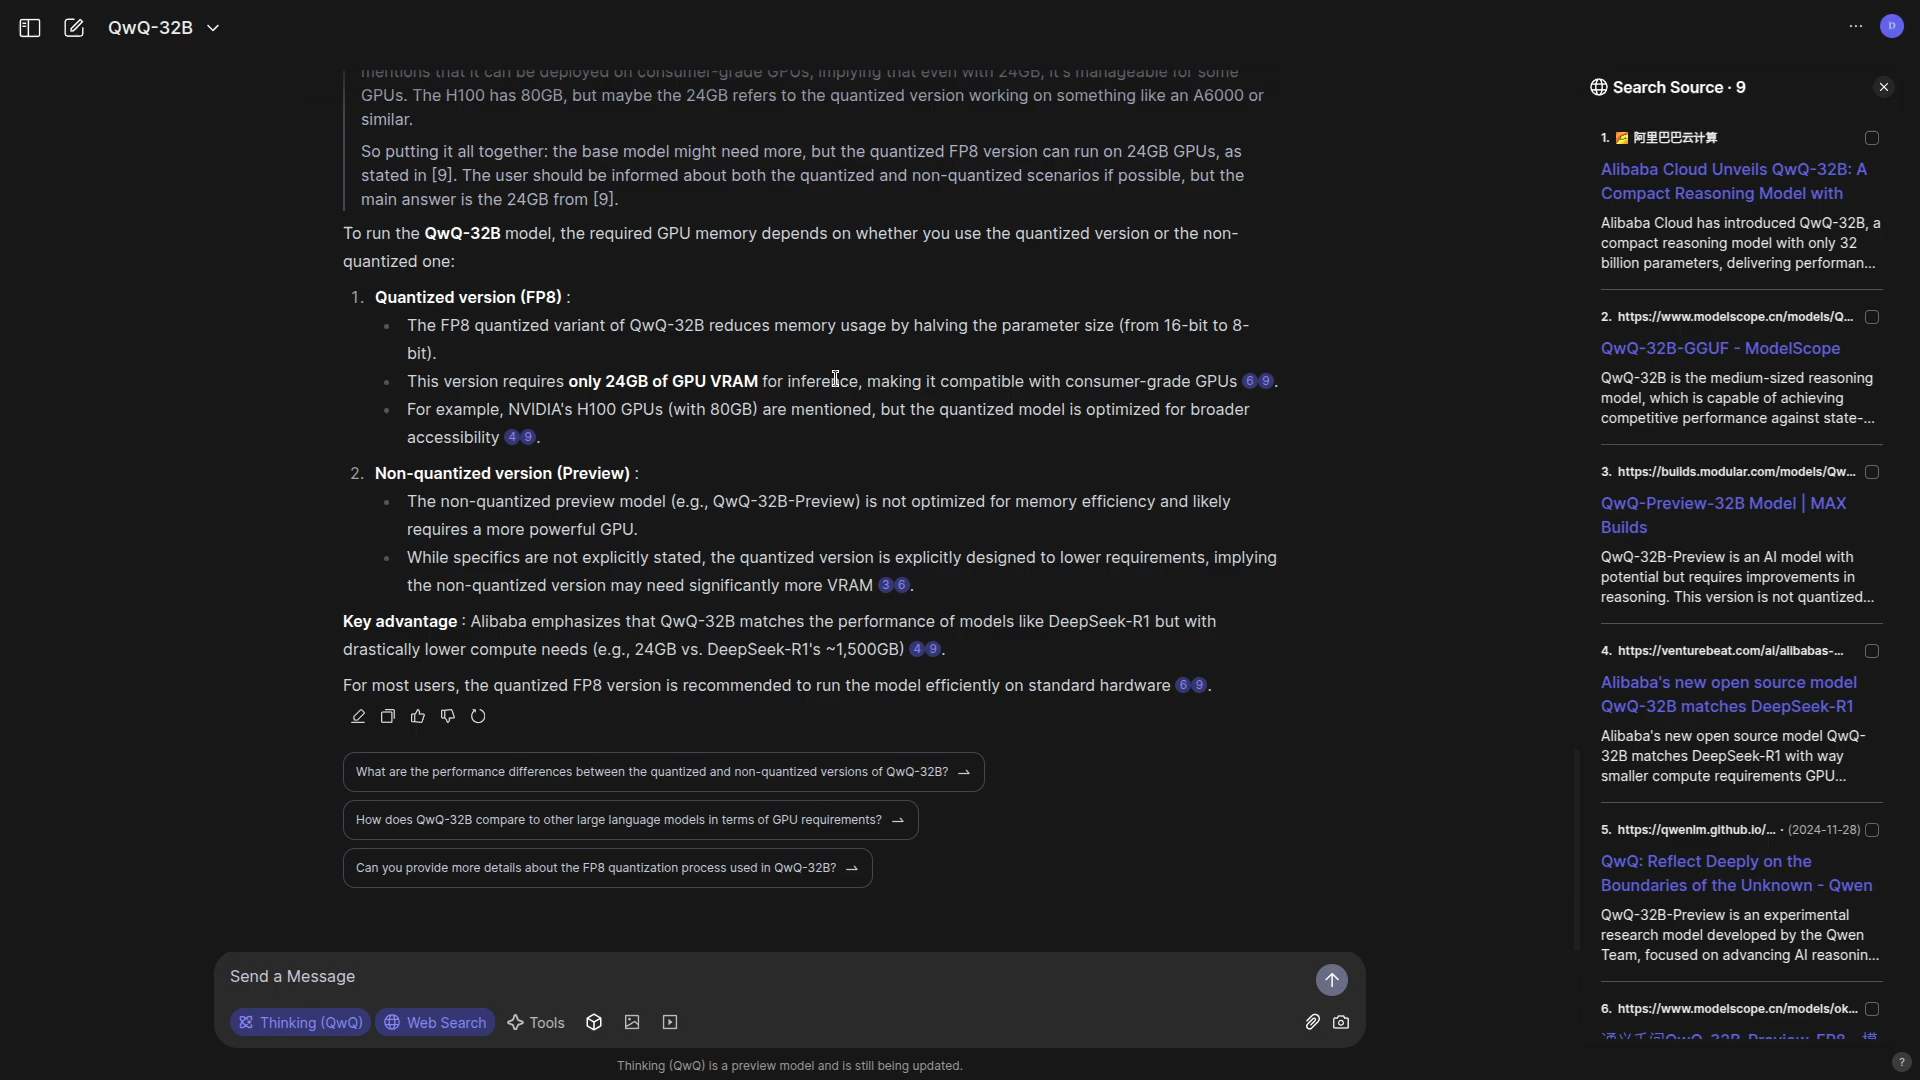 QwQ-32B
D
mentions that it can be deployed on consumer-grade GPUs, implying that even with 24GB, it's manageable for some
GPUs. The H100 has 80GB, but maybe the 24GB refers to the quantized version working on something like an A6000 or
similar.
So putting it all together: the base model might need more, but the quantized FP8 version can run on 24GB GPUs, as
stated in [9]. The user should be informed about both the quantized and non-quantized scenarios if possible, but the
main answer is the 24GB from [9].
To run the QwQ-32B model, the required GPU memory depends on whether you use the quantized version or the non-
quantized one:
1. Quantized version (FP8) :
The FP8 quantized variant of QwQ-32B reduces memory usage by halving the parameter size (from 16-bit to 8-
bit).
This version requires only 24GB of GPU VRAM for inference, making it compatible with consumer-grade GPUs 6 9.
For example, NVIDIA's H100 GPUs (with 80GB) are mentioned, but the quantized model is optimized for broader
accessibility 4 9.
2. Non-quantized version (Preview) :
The non-quantized preview model (e.g., QwQ-32B-Preview) is not optimized for memory efficiency and likely
requires a more powerful GPU.
While specifics are not explicitly stated, the quantized version is explicitly designed to lower requirements, implying
the non-quantized version may need significantly more VRAM 3 6.
Key advantage : Alibaba emphasizes that QwQ-32B matches the performance of models like DeepSeek-R1 but with
drastically lower compute needs (e.g., 24GB vs. DeepSeek-R1's ~1,500GB) 4 9.
For most users, the quantized FP8 version is recommended to run the model efficiently on standard hardware 6 9.
What are the performance differences between the quantized and non-quantized versions of QwQ-32B?
How does QwQ-32B compare to other large language models in terms of GPU requirements?
Can you provide more details about the FP8 quantization process used in QwQ-32B?
Send a Message
Thinking (QwQ)
Web Search
Tools
Thinking (QwQ) is a preview model and is still being updated.
Search Source · 9
1. 阿里巴巴云计算
Alibaba Cloud Unveils QwQ-32B: A
Compact Reasoning Model with
Alibaba Cloud has introduced QwQ-32B, a
compact reasoning model with only 32
billion parameters, delivering performan...
2. https://www.modelscope.cn/models/Q...
QwQ-32B-GGUF - ModelScope
QwQ-32B is the medium-sized reasoning
model, which is capable of achieving
competitive performance against state-...
3. https://builds.modular.com/models/Qw...
QwQ-Preview-32B Model | MAX
Builds
QwQ-32B-Preview is an AI model with
potential but requires improvements in
reasoning. This version is not quantized...
4. https://venturebeat.com/ai/alibabas-...
Alibaba's new open source model
QwQ-32B matches DeepSeek-R1
Alibaba's new open source model QwQ-
32B matches DeepSeek-R1 with way
smaller compute requirements GPU...
5. https://qwenlm.github.io/... · (2024-11-28)
QwQ: Reflect Deeply on the
Boundaries of the Unknown - Qwen
QwQ-32B-Preview is an experimental
research model developed by the Qwen
Team, focused on advancing AI reasonin...
6. https://www.modelscope.cn/models/ok...
通义千问QwQ-32B-Preview-FP8 - 模
?